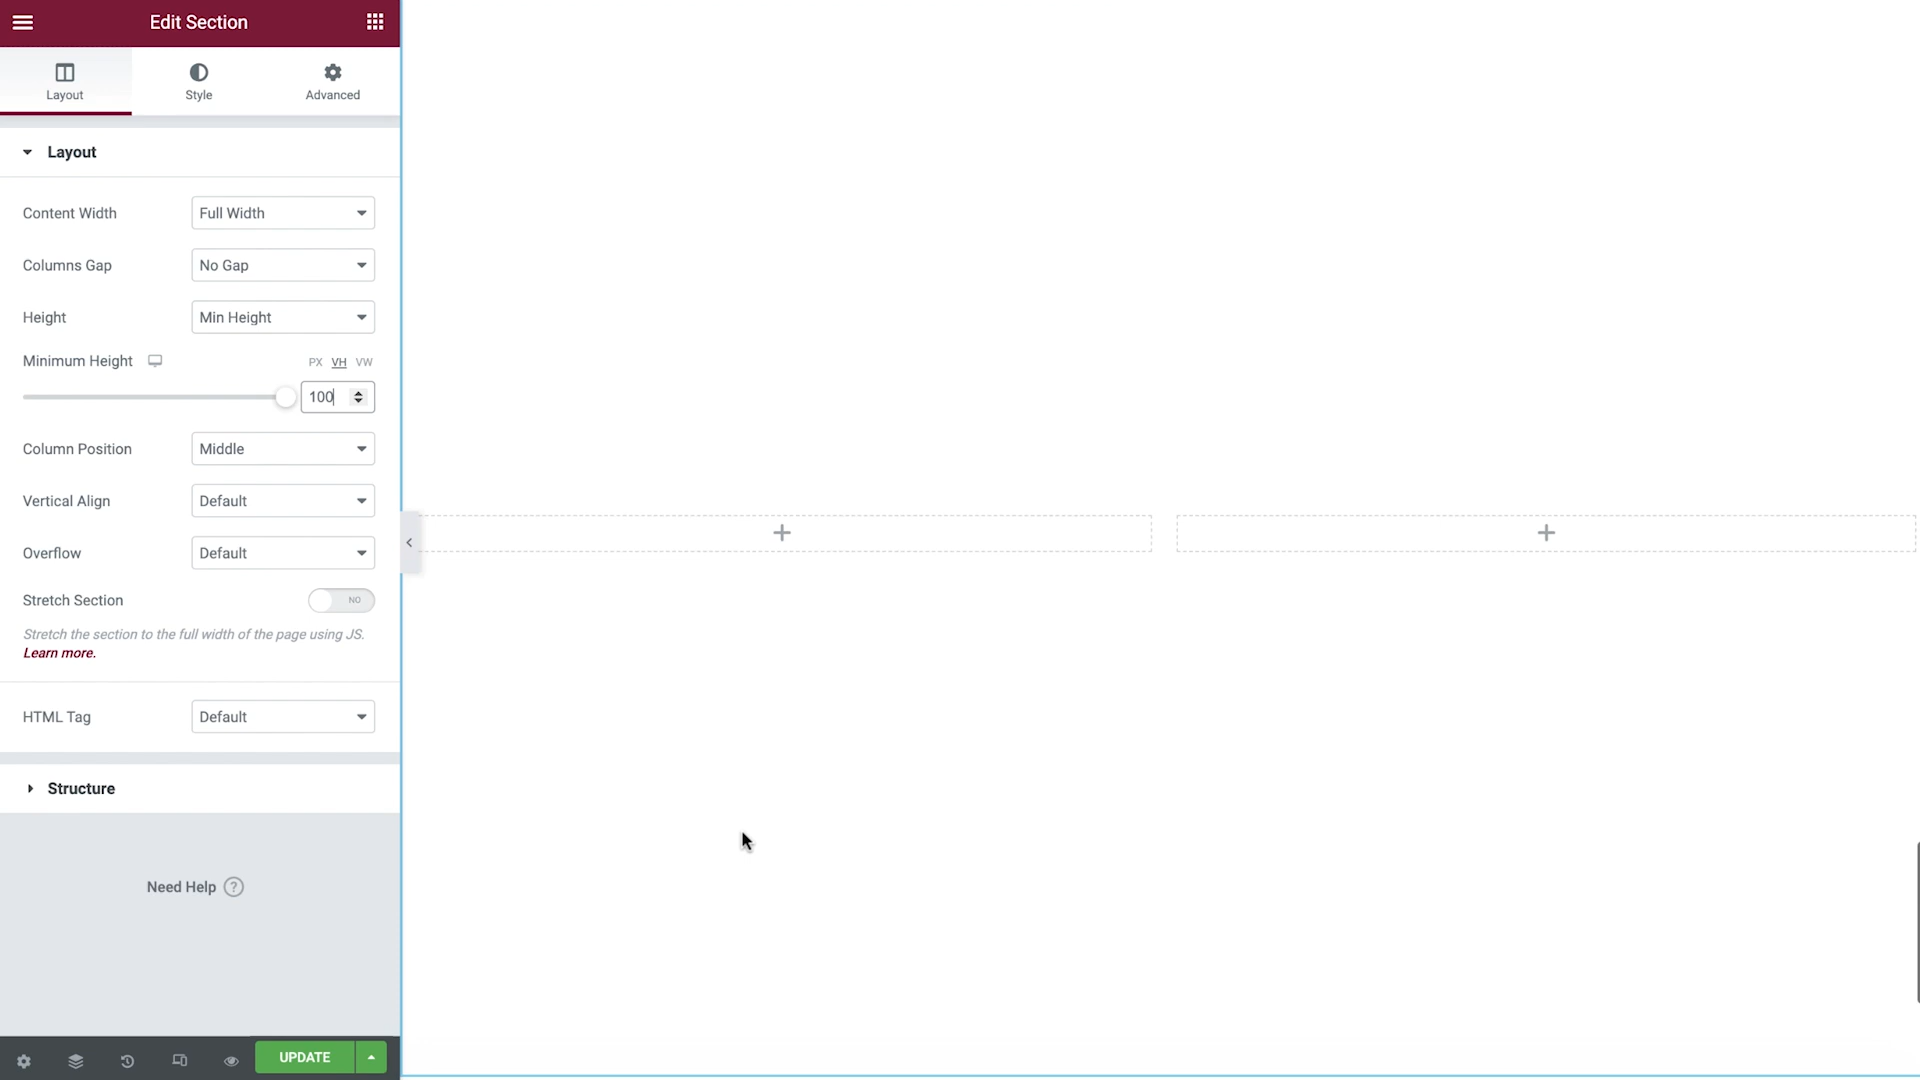 Edit Section
Layout
Style
Advanced
Layout
Content Width
Full Width
Columns Gap
No Gap
Height
Min Height
Minimum Height
PX VH VW
100
Column Position
Middle
Vertical Align
Default
Overflow
Default
Stretch Section
NO
Stretch the section to the full width of the page using JS.
Learn more.
HTML Tag
Default
Structure
Need Help ?
UPDATE